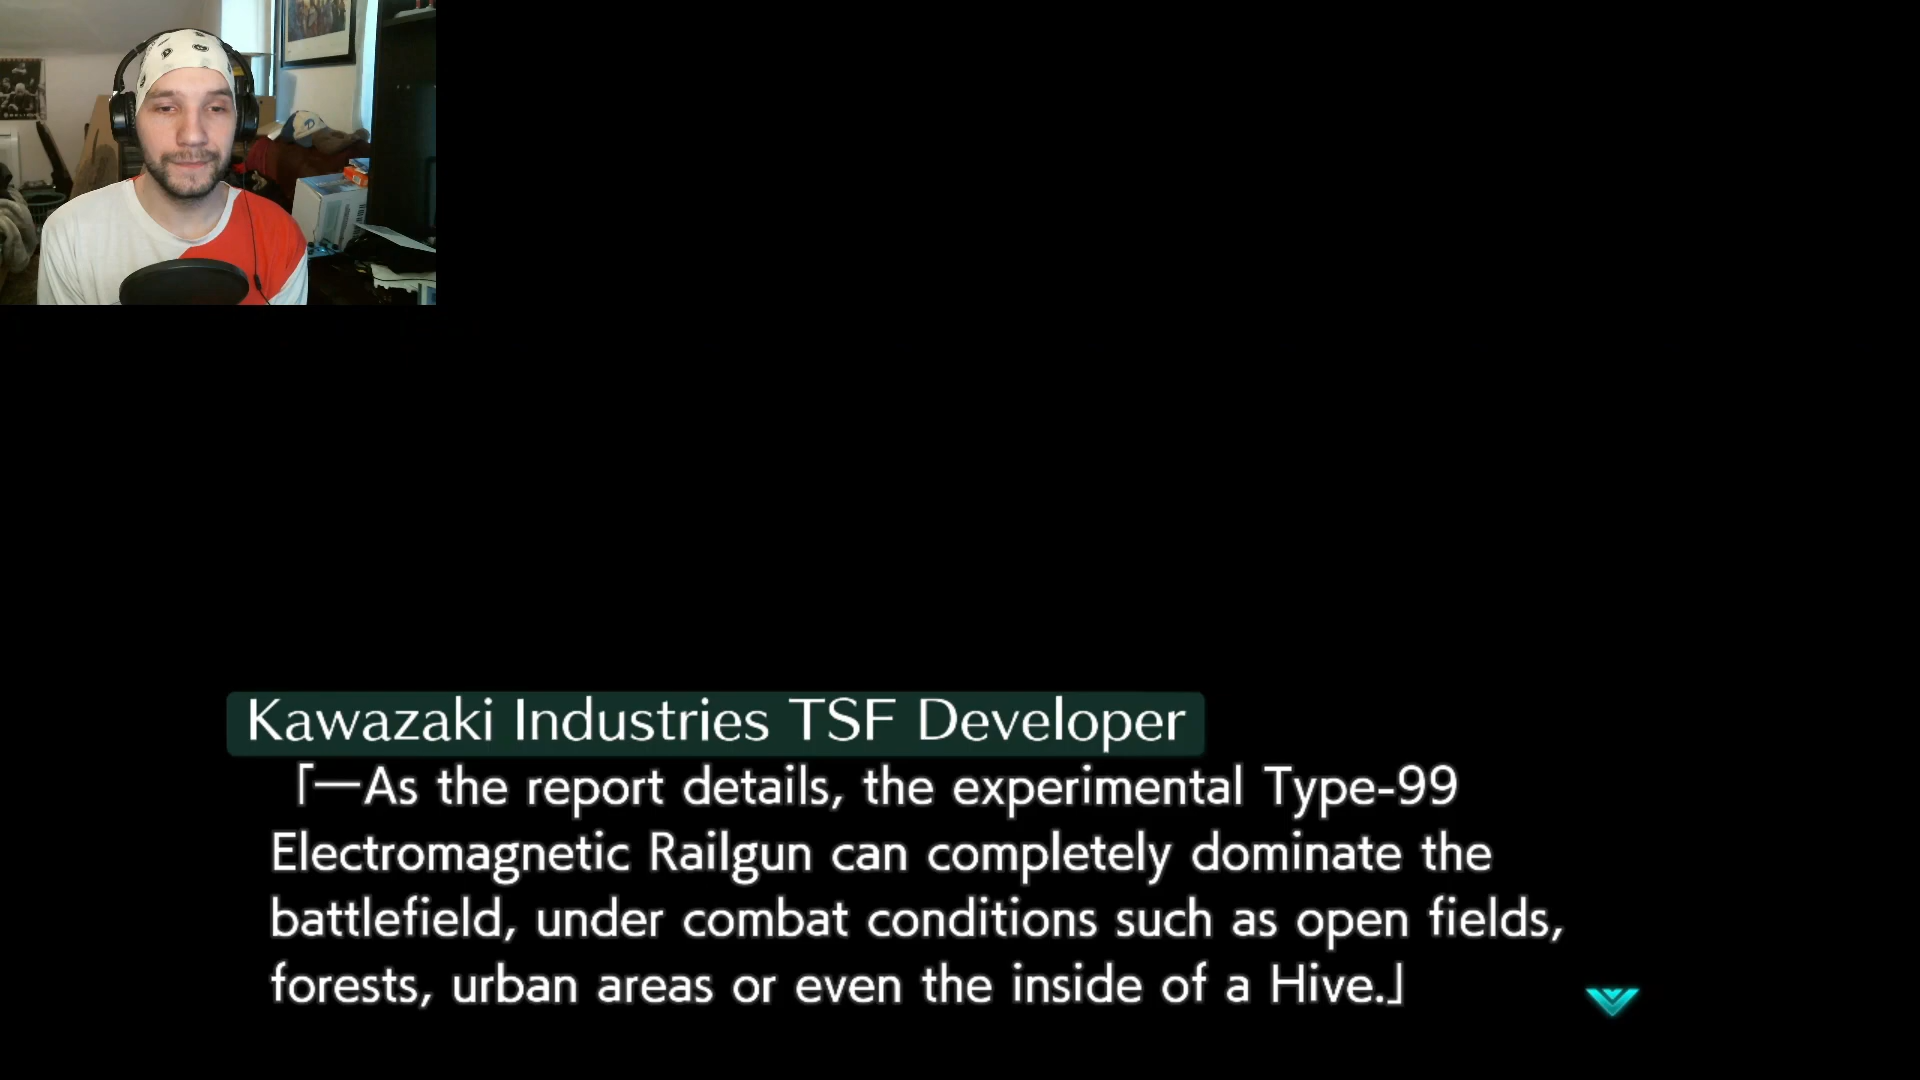 Kawazaki Industries TSF Developer
「—As the report details, the experimental Type-99
Electromagnetic Railgun can completely dominate the
battlefield, under combat conditions such as open fields,
forests, urban areas or even the inside of a Hive.」